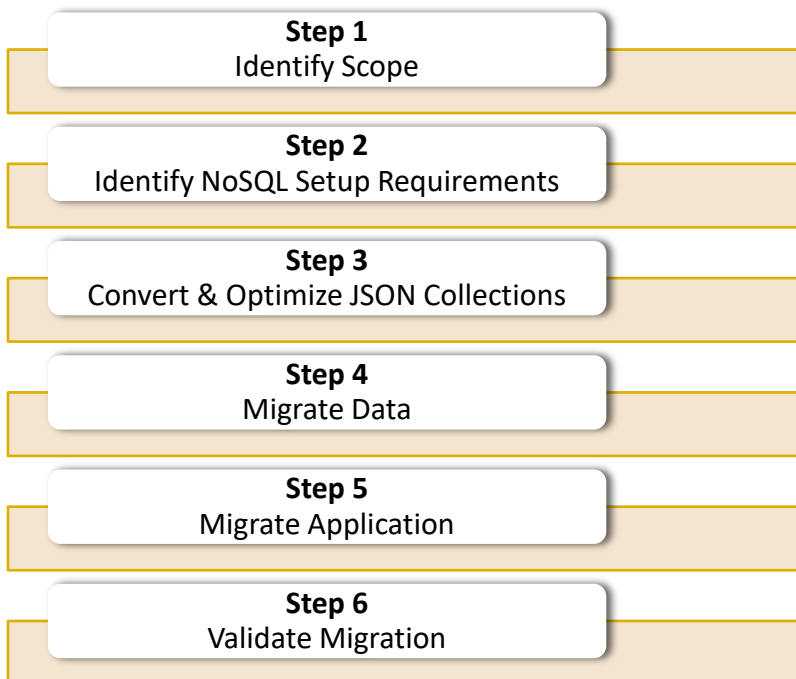 Step 1
Identify Scope
Step 2
Identify NoSQL Setup Requirements
Step 3
Convert & Optimize JSON Collections
Step 4
Migrate Data
Step 5
Migrate Application
Step 6
Validate Migration